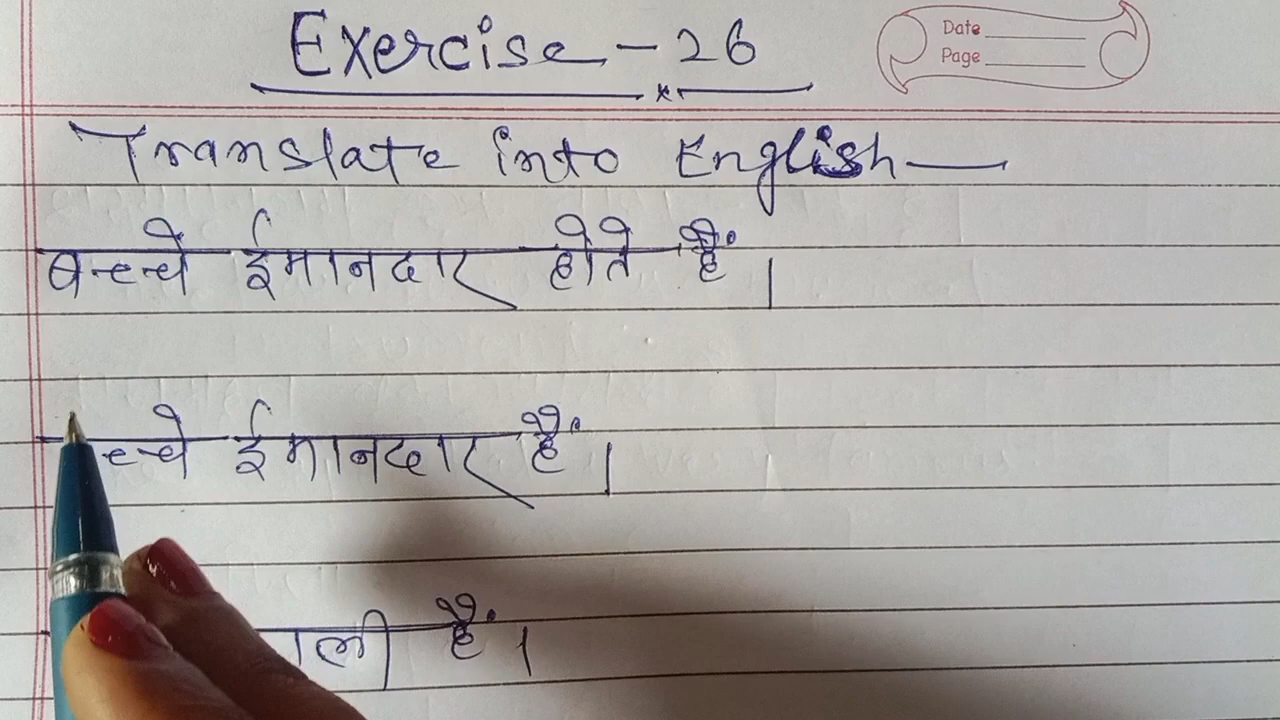 Exercise - 26
Date
Page
Translate into English —
बच्चे ईमानदार होते हैं।
ईमानदार हैं।
हैं।